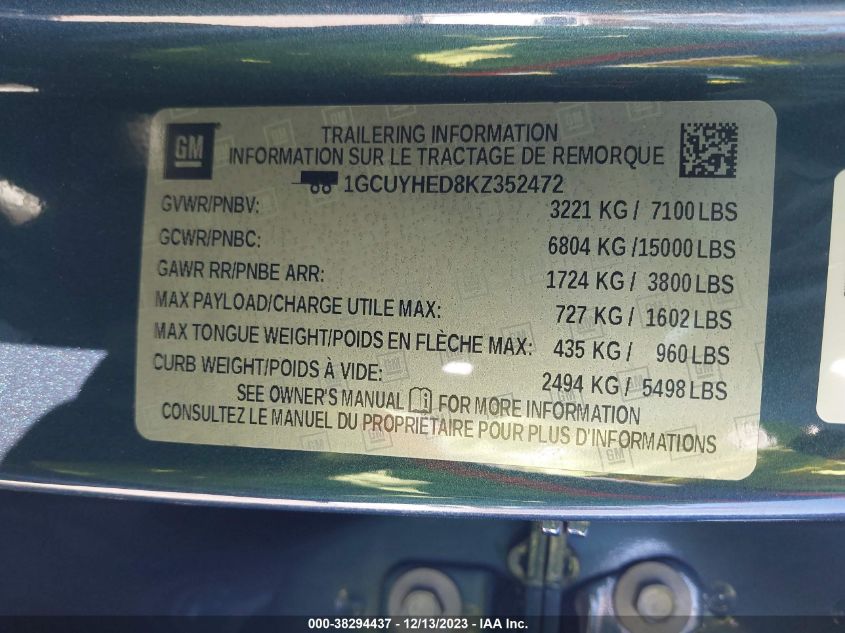 GM
TRAILERING INFORMATION
INFORMATION SUR LE TRACTAGE DE REMORQUE
1GCUYHED8KZ352472
GVWR/PNBV: 3221 KG / 7100 LBS
GCWR/PNBC: 6804 KG /15000 LBS
GAWR RR/PNBE ARR: 1724 KG / 3800 LBS
MAX PAYLOAD/CHARGE UTILE MAX: 727 KG / 1602 LBS
MAX TONGUE WEIGHT/POIDS EN FLÈCHE MAX: 435 KG / 960 LBS
CURB WEIGHT/POIDS À VIDE: 2494 KG / 5498 LBS
SEE OWNER'S MANUAL FOR MORE INFORMATION
CONSULTEZ LE MANUEL DU PROPRIÉTAIRE POUR PLUS D'INFORMATIONS
000-38294437 - 12/13/2023 - IAA Inc.